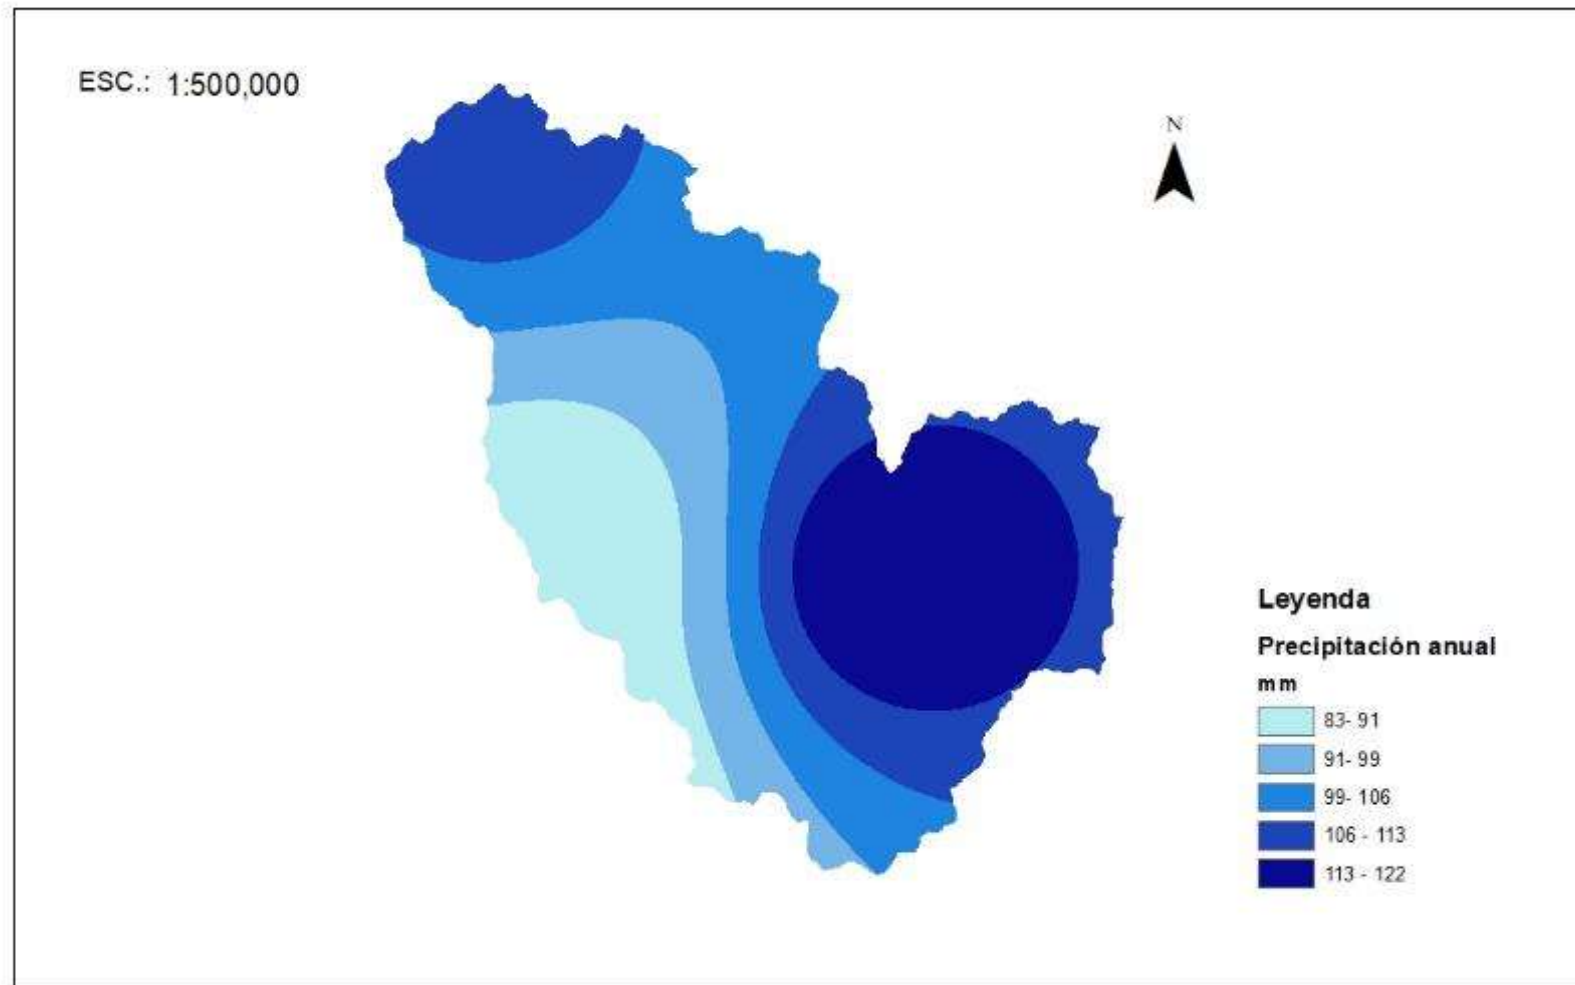 ESC.: 1:500,000
N
Leyenda
Precipitación anual
mm
83- 91
91- 99
99- 106
106 - 113
113 - 122